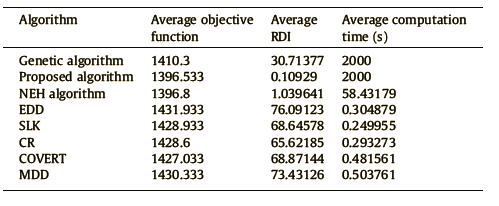 Algorithm Average objective function Average RDI Average computation time (s)
Genetic algorithm 1410.3 30.71377 2000
Proposed algorithm 1396.533 0.10929 2000
NEH algorithm 1396.8 1.039641 58.43179
EDD 1431.933 76.09123 0.304879
SLK 1428.933 68.64578 0.249955
CR 1428.6 65.62185 0.293273
COVERT 1427.033 68.87144 0.481561
MDD 1430.333 73.43126 0.503761